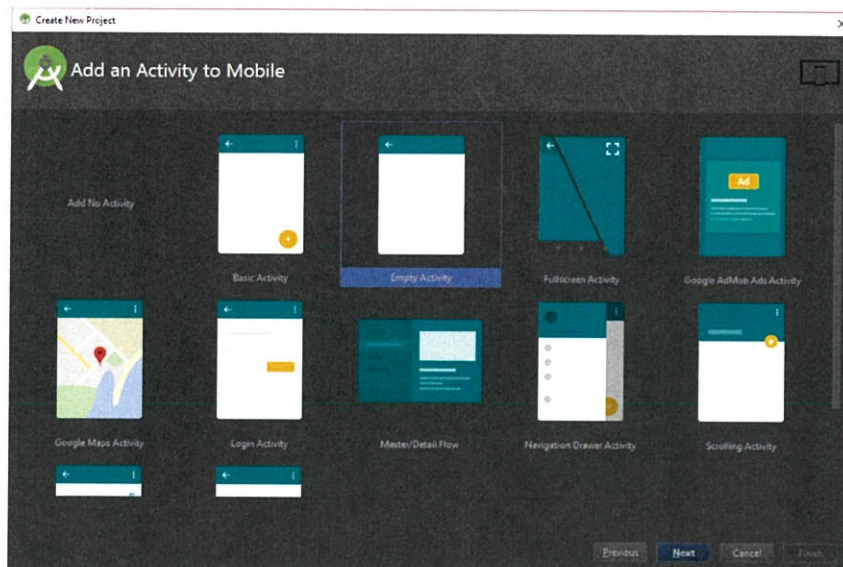 Create New Project
Add an Activity to Mobile
Add No Activity
Basic Activity
Empty Activity
Fullscreen Activity
Google AdMob Ads Activity
Ad
Google Maps Activity
Login Activity
Master/Detail Flow
Navigation Drawer Activity
Scrolling Activity
Previous
Next
Cancel
Finish